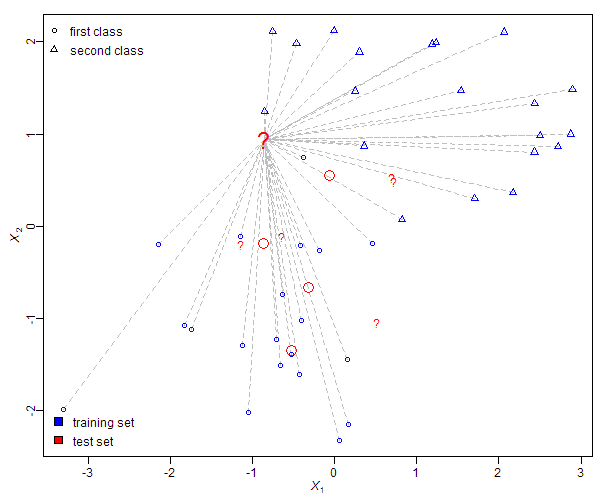 first class
second class
2
1
0
-1
-2
X2
?
?
?
?
?
training set
test set
-3
-2
-1
0
1
2
3
X1